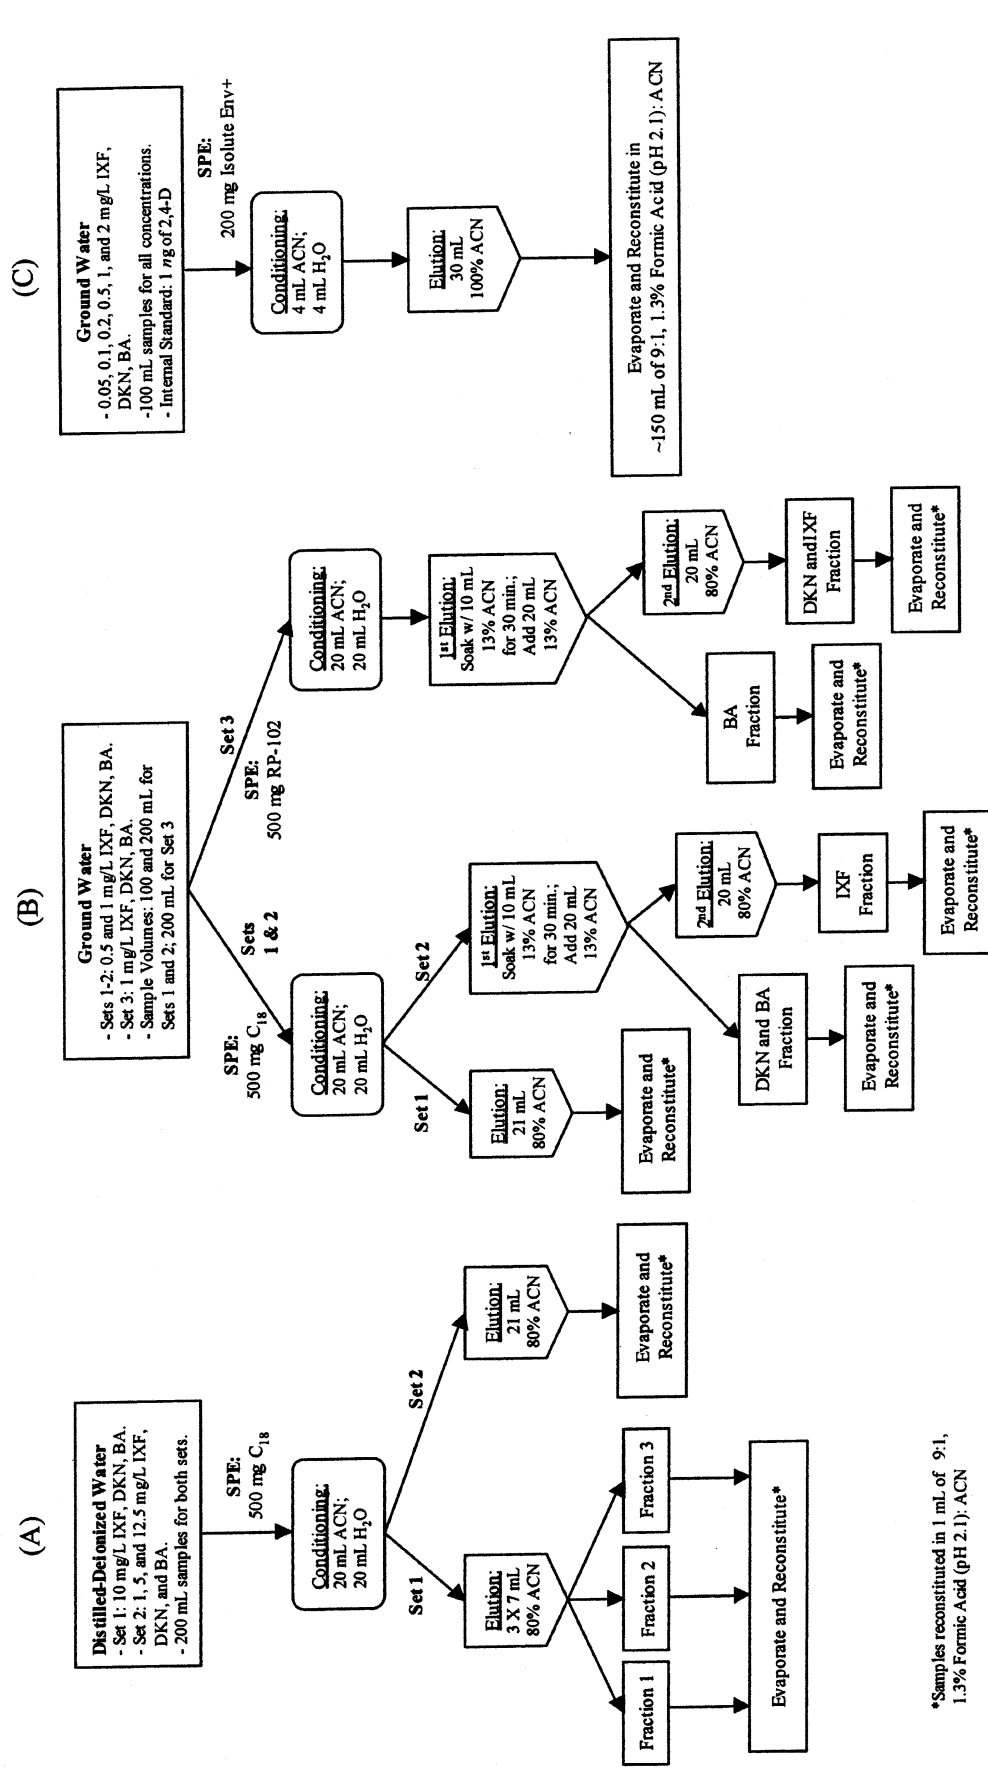 (A)
Distilled-Deionized Water
- Set 1: 10 mg/L IXF, DKN, BA.
- Set 2: 1, 5, and 12.5 mg/L IXF,
DKN, and BA.
- 200 mL samples for both sets.
SPE:
500 mg C18
Conditioning:
20 mL ACN;
20 mL H2O
Set 1
Set 2
Elution:
3 X 7 mL
80% ACN
Elution:
21 mL
80% ACN
Fraction 1
Fraction 2
Fraction 3
Evaporate and Reconstitute*
Evaporate and
Reconstitute*
*Samples reconstituted in 1 mL of 9:1,
1.3% Formic Acid (pH 2.1): ACN
(B)
Ground Water
- Sets 1-2: 0.5 and 1 mg/L IXF, DKN, BA.
- Set 3: 1 mg/L IXF, DKN, BA.
- Sample Volumes: 100 and 200 mL for
Sets 1 and 2; 200 mL for Set 3
SPE:
500 mg C18
Sets
1 & 2
Set 3
SPE:
500 mg RP-102
Conditioning:
20 mL ACN;
20 mL H2O
Conditioning:
20 mL ACN;
20 mL H2O
Set 1
Set 2
Elution:
21 mL
80% ACN
Evaporate and
Reconstitute*
1st Elution:
Soak w/ 10 mL
13% ACN
for 30 min.;
Add 20 mL
13% ACN
DKN and BA
Fraction
Evaporate and
Reconstitute*
2nd Elution:
20 mL
80% ACN
IXF
Fraction
Evaporate and
Reconstitute*
1st Elution:
Soak w/ 10 mL
13% ACN
for 30 min.;
Add 20 mL
13% ACN
BA
Fraction
Evaporate and
Reconstitute*
2nd Elution:
20 mL
80% ACN
DKN andIXF
Fraction
Evaporate and
Reconstitute*
(C)
Ground Water
- 0.05, 0.1, 0.2, 0.5, 1, and 2 mg/L IXF,
DKN, BA.
-100 mL samples for all concentrations.
- Internal Standard: 1 ng of 2,4-D
SPE:
200 mg Isolute Env+
Conditioning:
4 mL ACN;
4 mL H2O
Elution:
30 mL
100% ACN
Evaporate and Reconstitute in
~150 mL of 9:1, 1.3% Formic Acid (pH 2.1): ACN